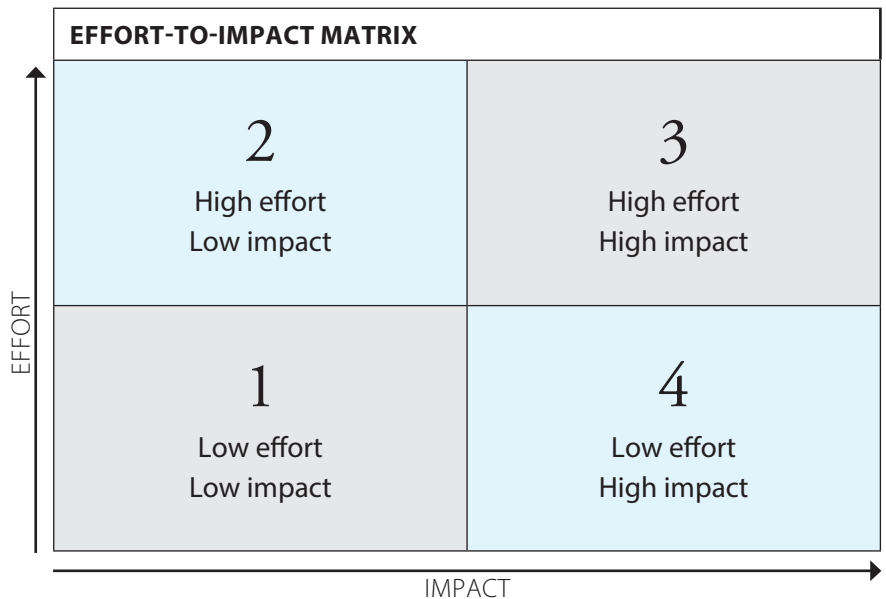 EFFORT-TO-IMPACT MATRIX
2
High effort
Low impact
3
High effort
High impact
EFFORT
1
Low effort
Low impact
4
Low effort
High impact
IMPACT